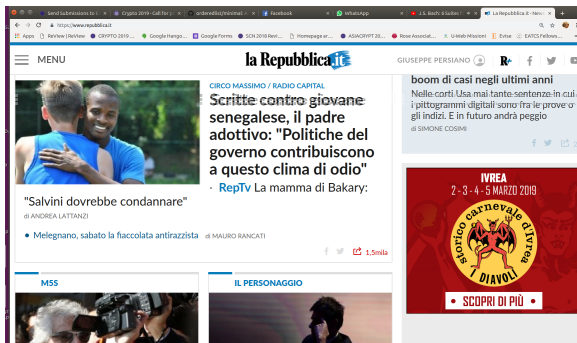 Send Submissions to I
Crypto 2019 - Call for
orderedlist/minimal
Facebook
WhatsApp
J.S. Bach: 6 Suites
La Repubblica.it - New
https://www.repubblica.it
Apps
ReView |ReView
CRYPTO 2019
Google Hango...
Google Forms
SCN 2018 Revi...
Homepage ar...
ASIACRYPT 20...
Rose Associat...
U-Web Missioni
Evise
EATCS Fellows...
MENU
la Repubblica.it
GIUSEPPE PERSIANO
R+
CIRCO MASSIMO / RADIO CAPITAL
Scritte contro giovane
senegalese, il padre
adottivo: "Politiche del
governo contribuiscono
a questo clima di odio"
· RepTv La mamma di Bakary:
"Salvini dovrebbe condannare"
di ANDREA LATTANZI
• Melegnano, sabato la fiaccolata antirazzista di MAURO RANCATI
1,5mila
M5S
IL PERSONAGGIO
boom di casi negli ultimi anni
Nelle corti Usa mai tante sentenze in cui
i pittogrammi digitali sono fra le prove o
gli indizi. E in futuro andrà peggio
di SIMONE COSIMI
IVREA
2 - 3 - 4 - 5 MARZO 2019
storico carnevale d'Ivrea
DIAVOLI
• SCOPRI DI PIÙ •